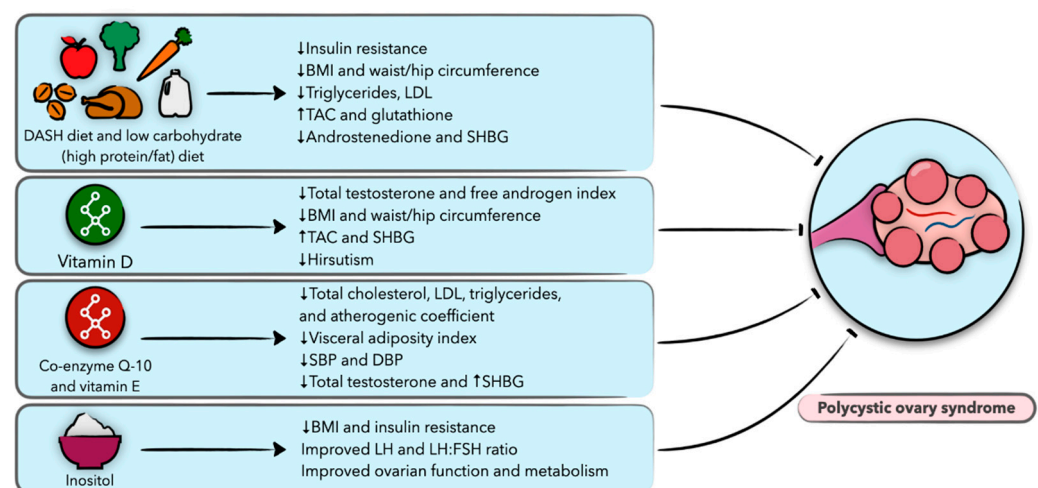 DASH diet and low carbohydrate
(high protein/fat) diet
↓Insulin resistance
↓BMI and waist/hip circumference
↓Triglycerides, LDL
↑TAC and glutathione
↓Androstenedione and SHBG
Vitamin D
↓Total testosterone and free androgen index
↓BMI and waist/hip circumference
↑TAC and SHBG
↓Hirsutism
Co-enzyme Q-10
and vitamin E
↓Total cholesterol, LDL, triglycerides,
and atherogenic coefficient
↓Visceral adiposity index
↓SBP and DBP
↓Total testosterone and ↑SHBG
Inositol
↓BMI and insulin resistance
Improved LH and LH:FSH ratio
Improved ovarian function and metabolism
Polycystic ovary syndrome